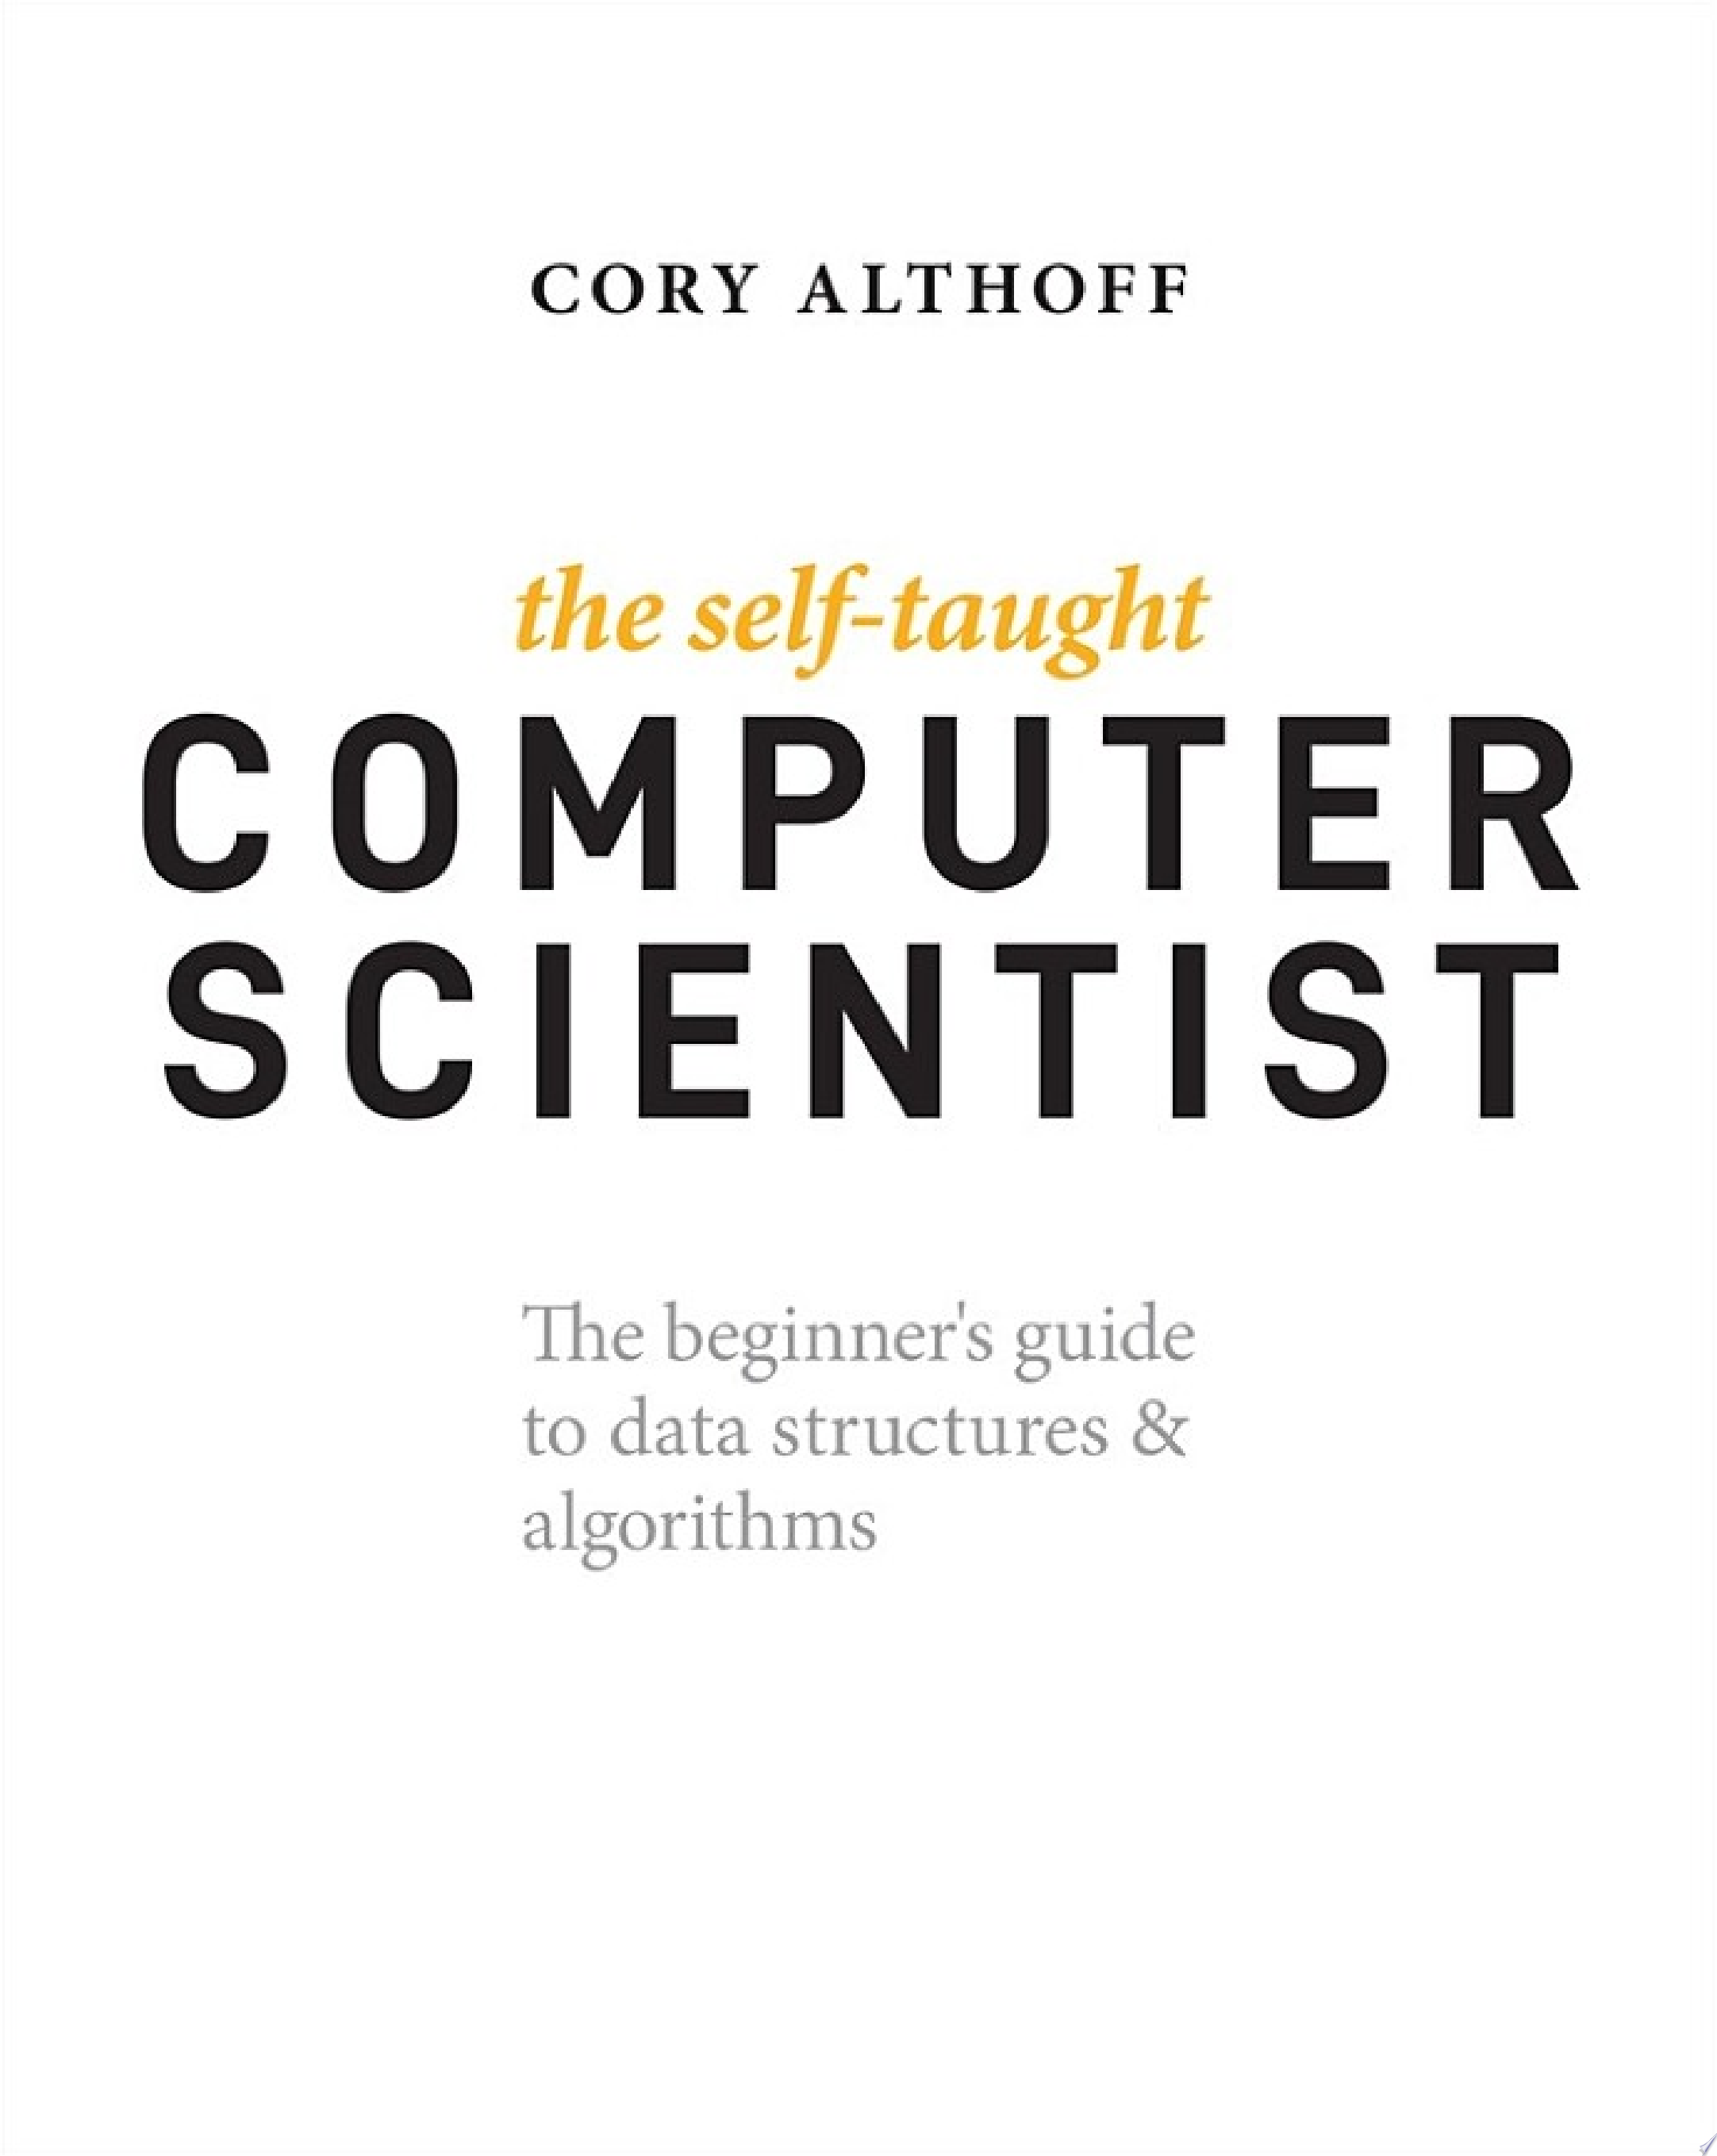 CORY ALTHOFF
the self-taught
COMPUTER
SCIENTIST
The beginner's guide
to data structures &
algorithms